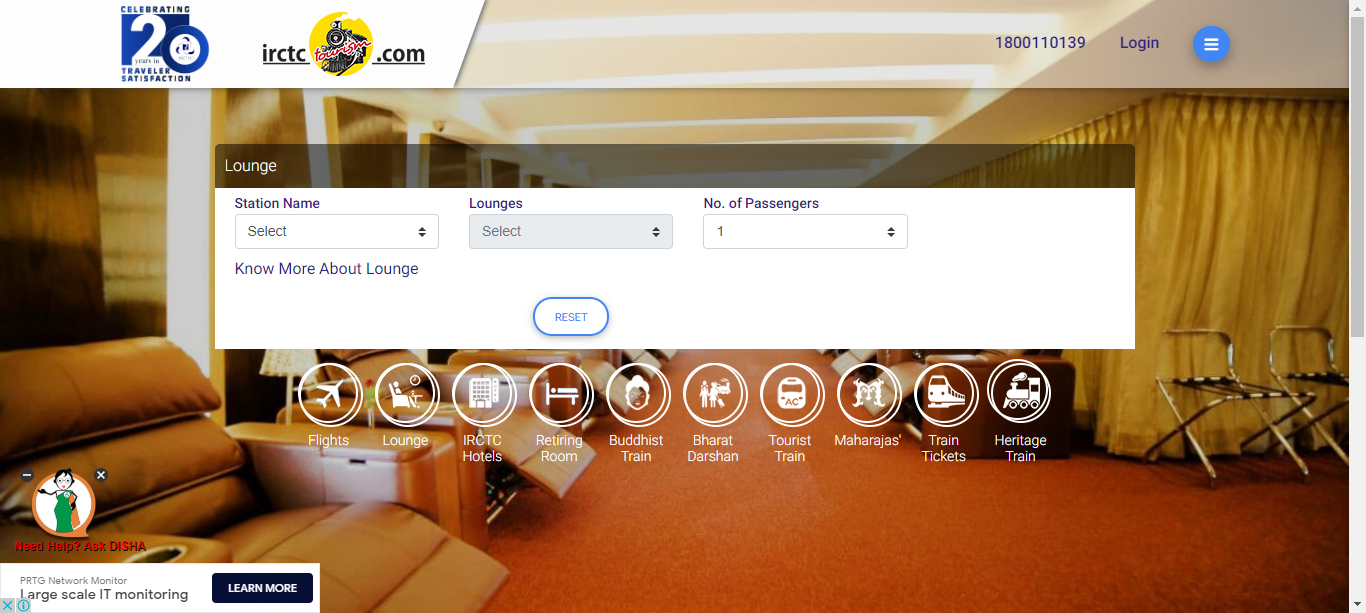 CELEBRATING
20
years in
TRAVELER
SATISFACTION
irctc tourism .com
1800110139
Login
Lounge
Station Name
Lounges
No. of Passengers
Select
Select
1
Know More About Lounge
RESET
Flights
Lounge
IRCTC
Hotels
Retiring
Room
Buddhist
Train
Bharat
Darshan
AC
Tourist
Train
Maharajas'
Train
Tickets
Heritage
Train
Need Help? Ask DISHA
PRTG Network Monitor
Large scale IT monitoring
LEARN MORE